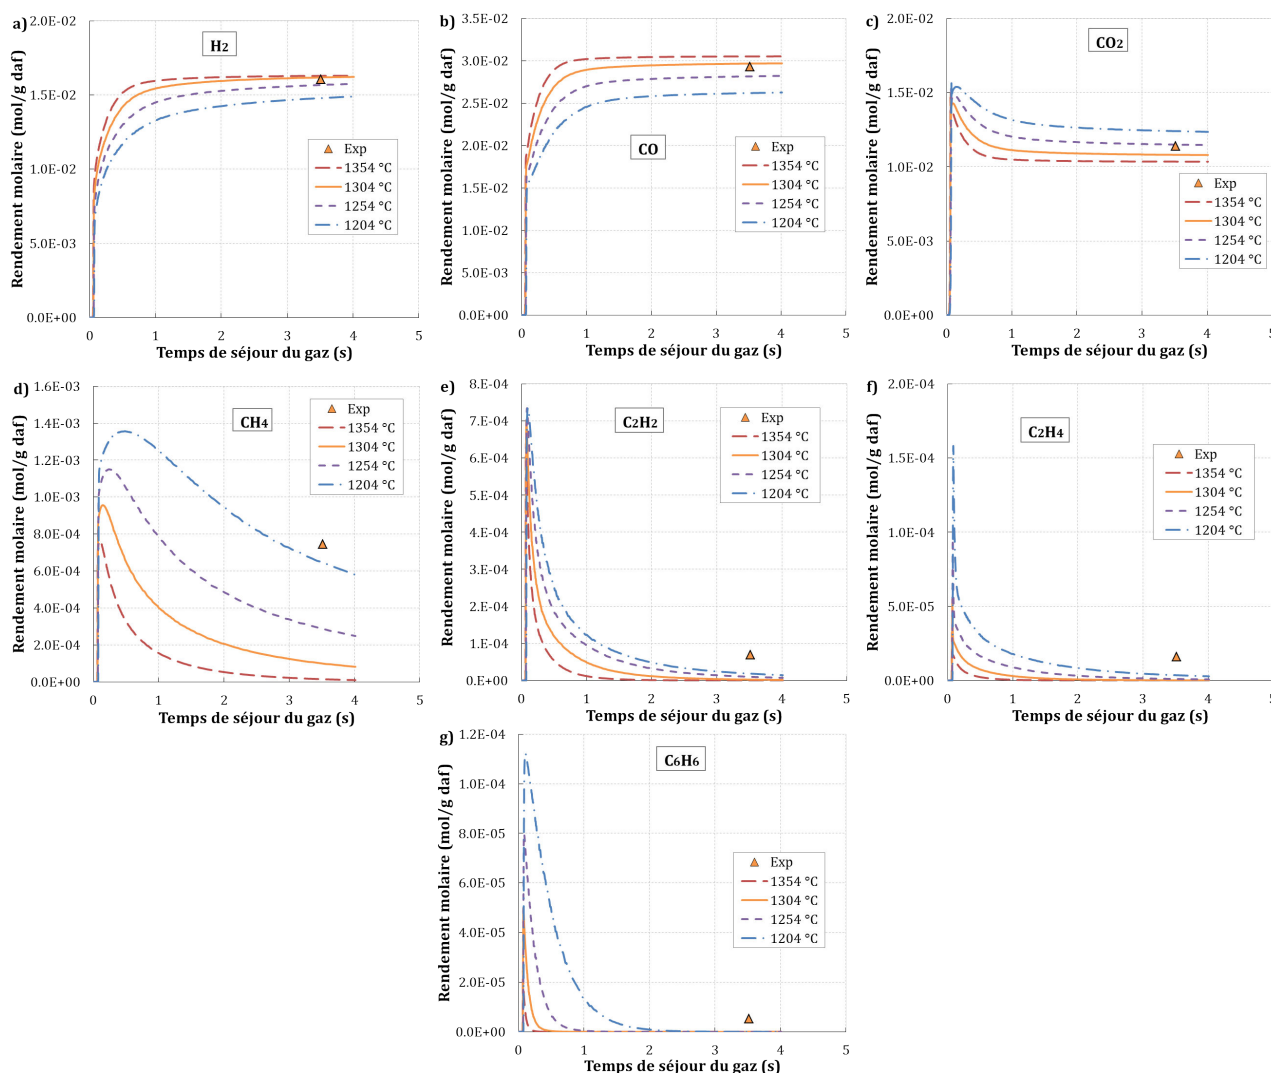 a)
H2
Rendement molaire (mol/g daf)
2.0E-02
1.5E-02
1.0E-02
5.0E-03
0.0E+00
Exp
1354 °C
1304 °C
1254 °C
1204 °C
0 1 2 3 4 5
Temps de séjour du gaz (s)
b)
CO
Rendement molaire (mol/g daf)
3.5E-02
3.0E-02
2.5E-02
2.0E-02
1.5E-02
1.0E-02
5.0E-03
0.0E+00
Exp
1354 °C
1304 °C
1254 °C
1204 °C
0 1 2 3 4 5
Temps de séjour du gaz (s)
c)
CO2
Rendement molaire (mol/g daf)
2.0E-02
1.5E-02
1.0E-02
5.0E-03
0.0E+00
Exp
1354 °C
1304 °C
1254 °C
1204 °C
0 1 2 3 4 5
Temps de séjour du gaz (s)
d)
CH4
Rendement molaire (mol/g daf)
1.6E-03
1.4E-03
1.2E-03
1.0E-03
8.0E-04
6.0E-04
4.0E-04
2.0E-04
0.0E+00
Exp
1354 °C
1304 °C
1254 °C
1204 °C
0 1 2 3 4 5
Temps de séjour du gaz (s)
e)
C2H2
Rendement molaire (mol/g daf)
8.E-04
7.E-04
6.E-04
5.E-04
4.E-04
3.E-04
2.E-04
1.E-04
0.E+00
Exp
1354 °C
1304 °C
1254 °C
1204 °C
0 1 2 3 4 5
Temps de séjour du gaz (s)
f)
C2H4
Rendement molaire (mol/g daf)
2.0E-04
1.5E-04
1.0E-04
5.0E-05
0.0E+00
Exp
1354 °C
1304 °C
1254 °C
1204 °C
0 1 2 3 4 5
Temps de séjour du gaz (s)
g)
C6H6
Rendement molaire (mol/g daf)
1.2E-04
1.0E-04
8.0E-05
6.0E-05
4.0E-05
2.0E-05
0.0E+00
Exp
1354 °C
1304 °C
1254 °C
1204 °C
0 1 2 3 4 5
Temps de séjour du gaz (s)